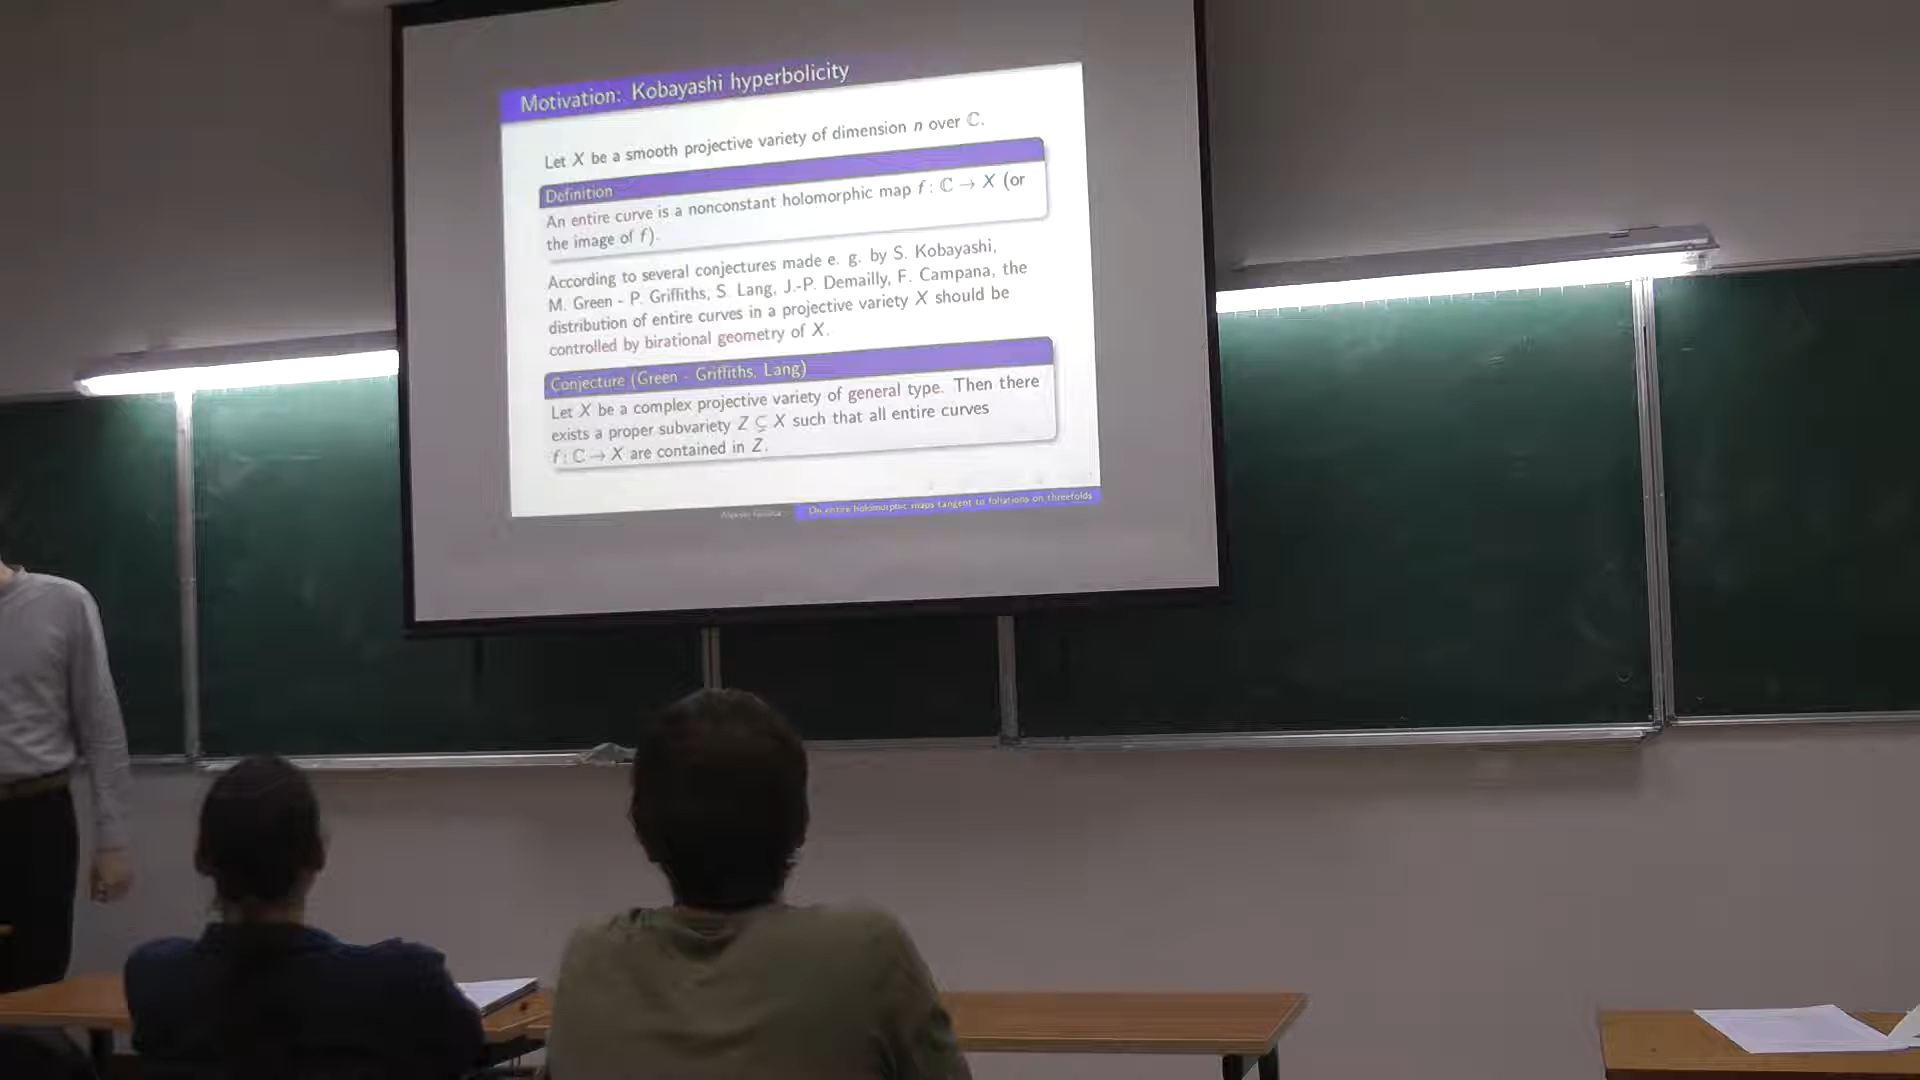 Motivation: Kobayashi hyperbolicity
Let X be a smooth projective variety of dimension n over ℂ.
Definition
An entire curve is a nonconstant holomorphic map f : ℂ → X (or
the image of f).
According to several conjectures made e. g. by S. Kobayashi,
M. Green - P. Griffiths, S. Lang, J.-P. Demailly, F. Campana, the
distribution of entire curves in a projective variety X should be
controlled by birational geometry of X.
Conjecture (Green - Griffiths, Lang)
Let X be a complex projective variety of general type. Then there
exists a proper subvariety Z ⊊ X such that all entire curves
f : ℂ → X are contained in Z.
On entire holomorphic maps tangent to foliations on threefolds